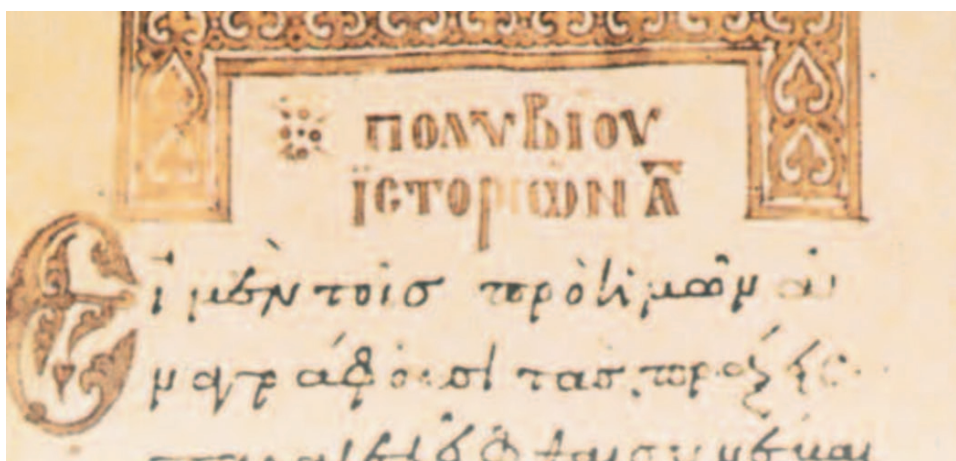 ΠΟΛΥΒΙΟΥ
ΙΣΤΟΡΙΩΝ Α
Εἰ μὲν τοῖς πρὸ ἡμῶν ἀ
ναγράφουσι τὰς πράξεις